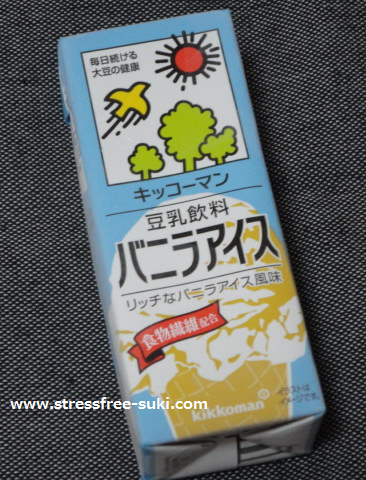 毎日続ける
大豆の健康
キッコーマン
豆乳飲料
バニラアイス
リッチなバニラアイス風味
食物繊維配合
イラストは
イメージです。
www.stressfree-suki.com
kikkoman